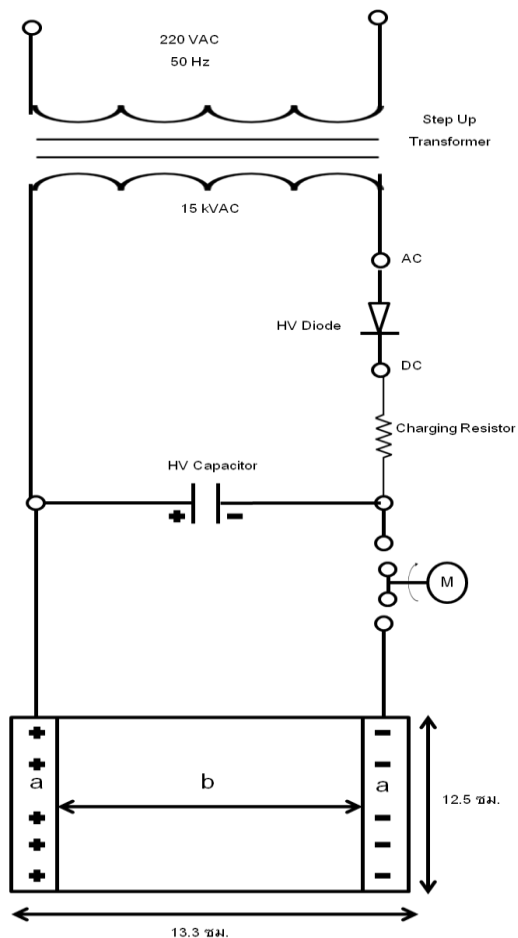 220 VAC
50 Hz
Step Up
Transformer
15 kVAC
AC
HV Diode
DC
Charging Resistor
HV Capacitor
+ -
M
+ -
+ -
a b a
+ -
+ -
+ -
12.5 ซม.
13.3 ซม.